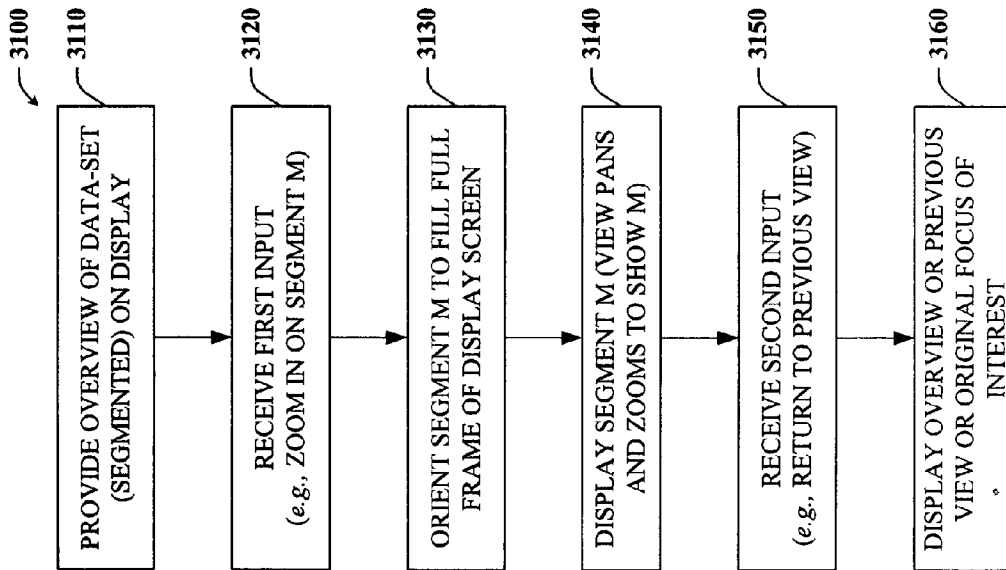 3100
3110
PROVIDE OVERVIEW OF DATA-SET
(SEGMENTED) ON DISPLAY
3120
RECEIVE FIRST INPUT
(e.g., ZOOM IN ON SEGMENT M)
3130
ORIENT SEGMENT M TO FILL FULL
FRAME OF DISPLAY SCREEN
3140
DISPLAY SEGMENT M (VIEW PANS
AND ZOOMS TO SHOW M)
3150
RECEIVE SECOND INPUT
(e.g., RETURN TO PREVIOUS VIEW)
3160
DISPLAY OVERVIEW OR PREVIOUS
VIEW OR ORIGINAL FOCUS OF
INTEREST